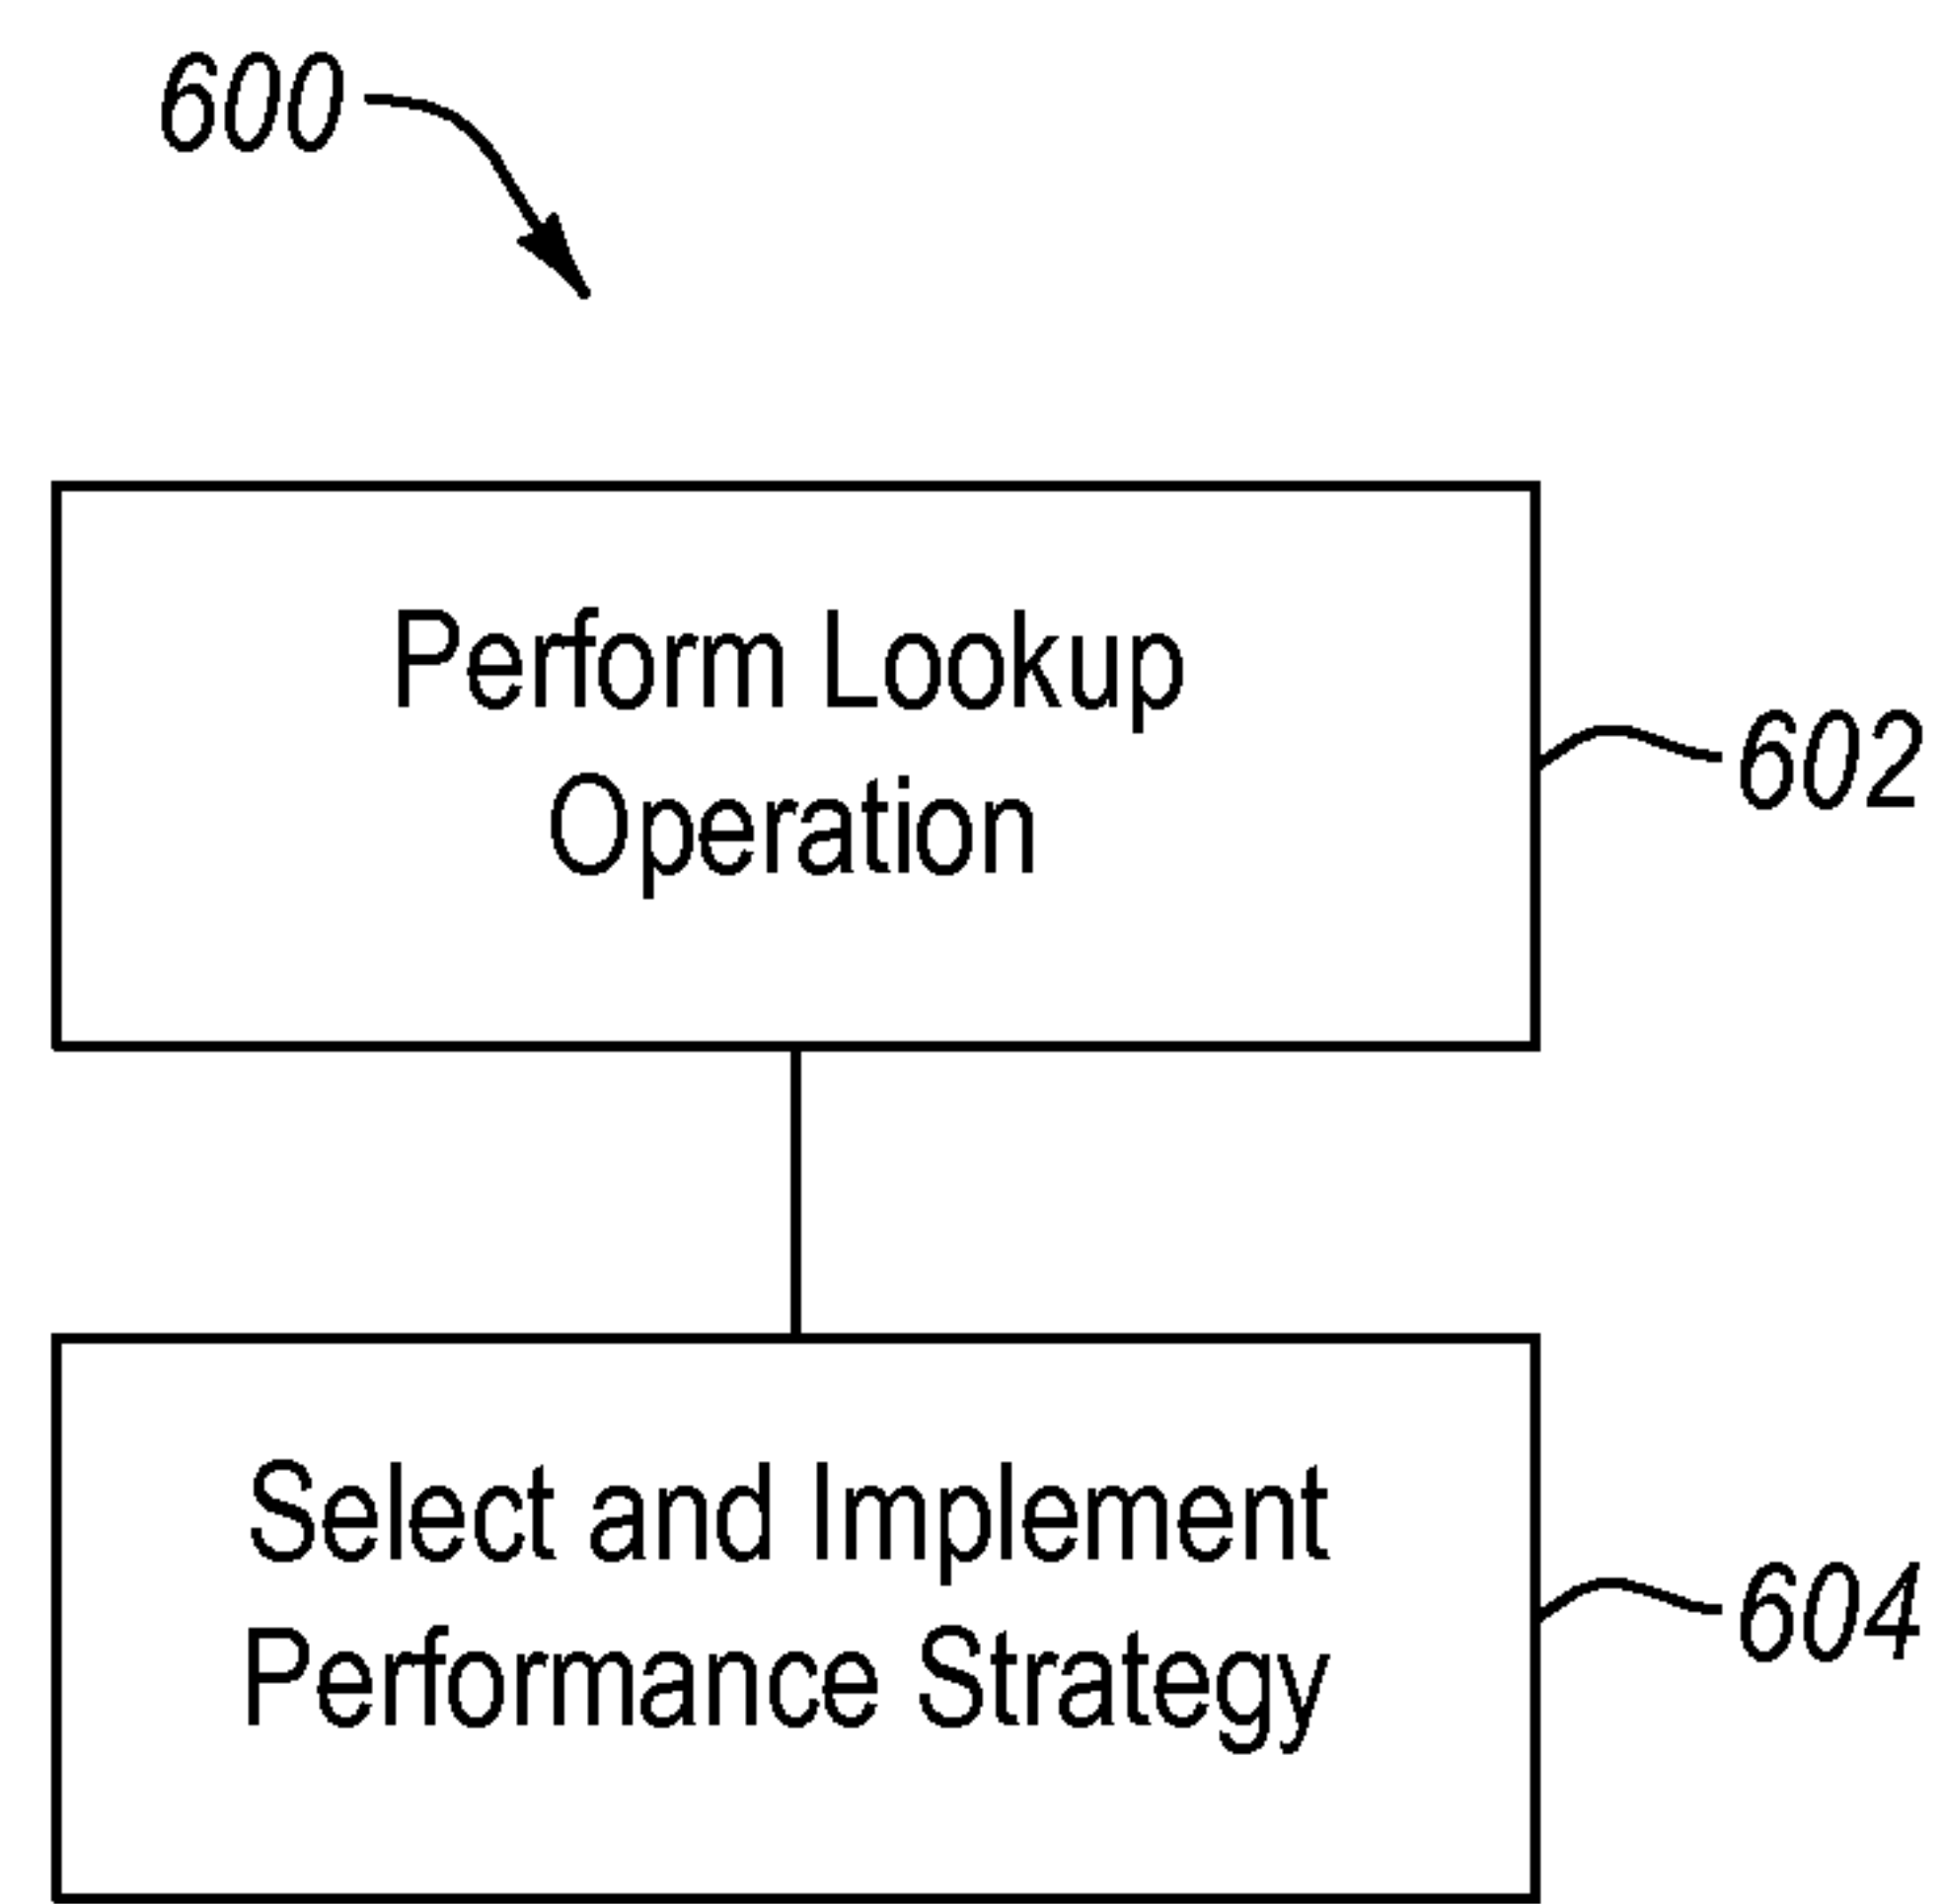 600
Perform Lookup
Operation
602
Select and Implement
Performance Strategy
604